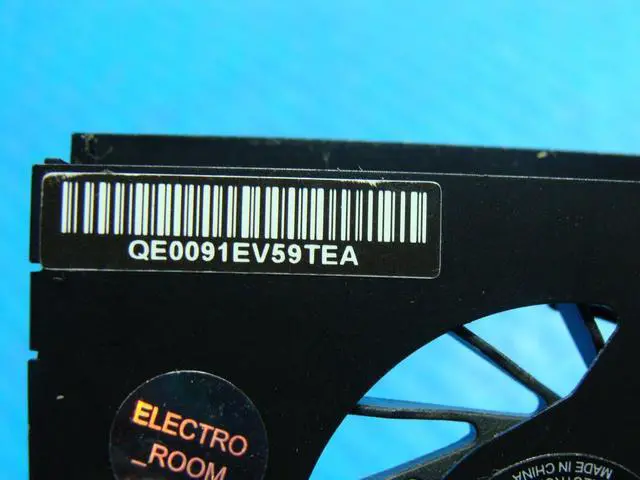 QE0091EV59TEA
ELECTRO
_ROOM
MADE IN CHINA